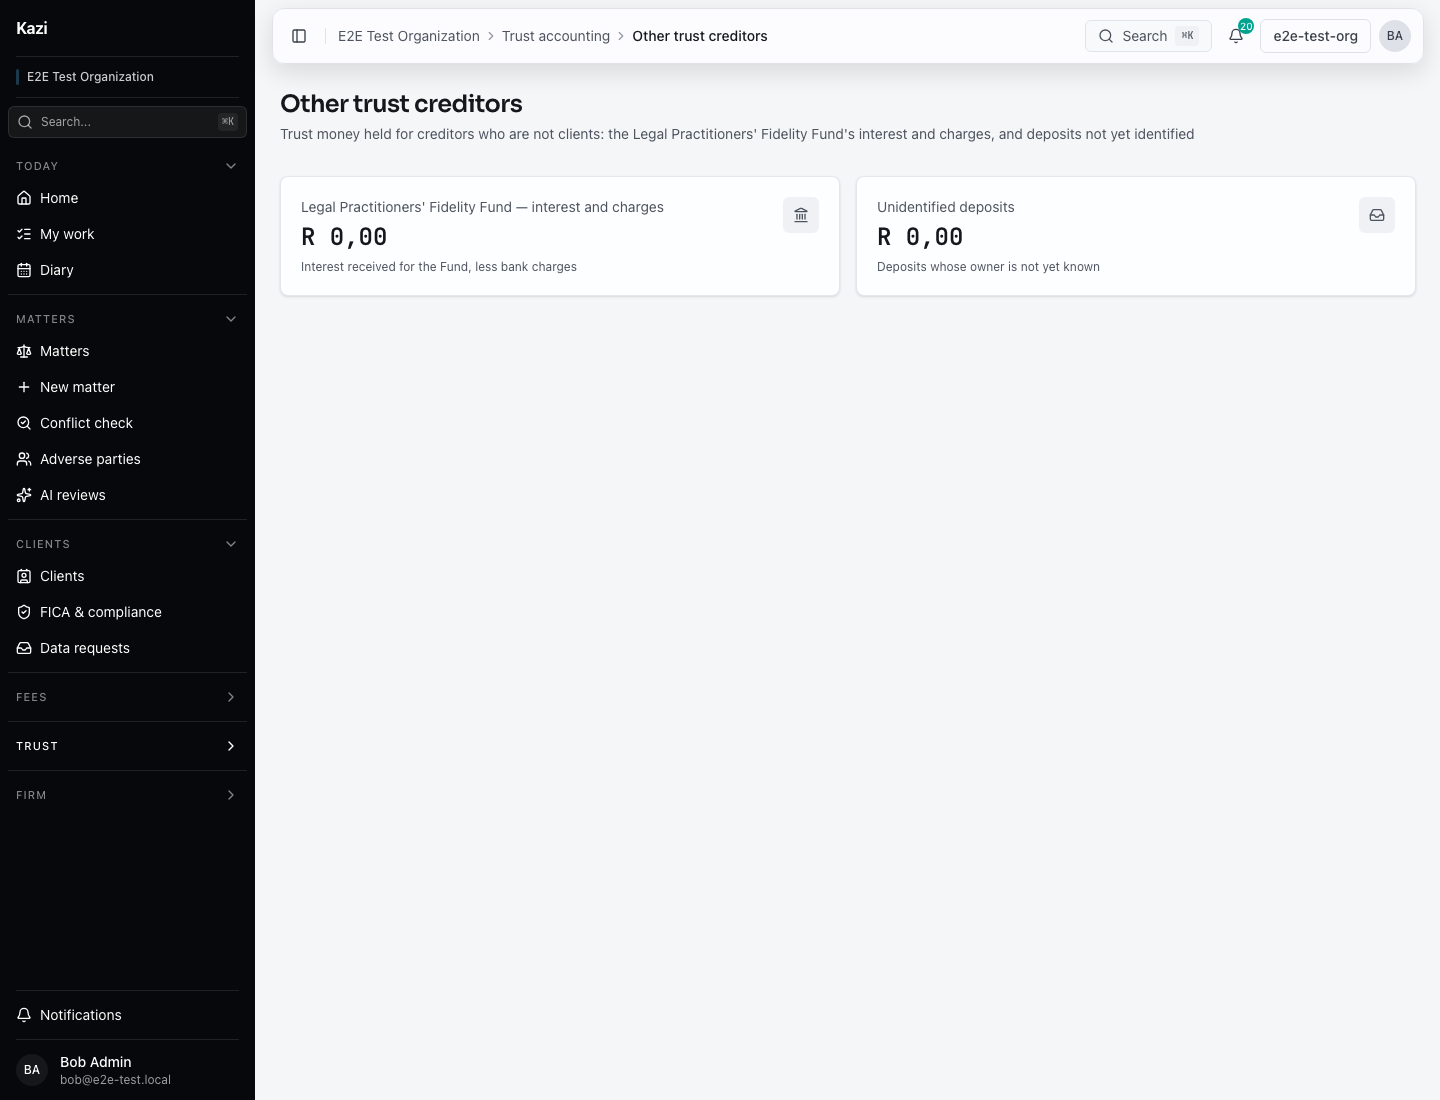 Kazi
E2E Test Organization
Search...
⌘K
TODAY
Home
My work
Diary
MATTERS
Matters
New matter
Conflict check
Adverse parties
AI reviews
CLIENTS
Clients
FICA & compliance
Data requests
FEES
TRUST
FIRM
Notifications
BA
Bob Admin
bob@e2e-test.local
E2E Test Organization > Trust accounting > Other trust creditors
Search ⌘K
20
e2e-test-org
BA
Other trust creditors
Trust money held for creditors who are not clients: the Legal Practitioners' Fidelity Fund's interest and charges, and deposits not yet identified
Legal Practitioners' Fidelity Fund — interest and charges
R 0,00
Interest received for the Fund, less bank charges
Unidentified deposits
R 0,00
Deposits whose owner is not yet known